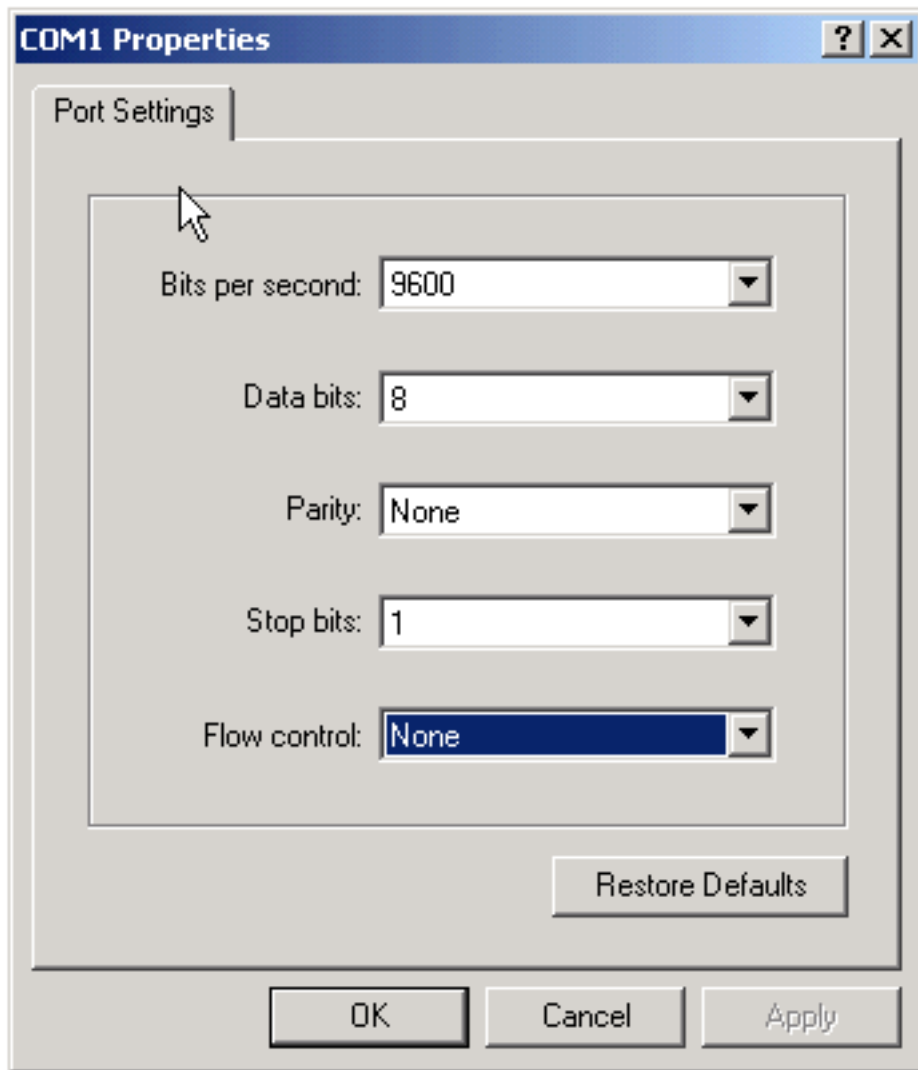 COM1 Properties
Port Settings
Bits per second: 9600
Data bits: 8
Parity: None
Stop bits: 1
Flow control: None
Restore Defaults
OK Cancel Apply